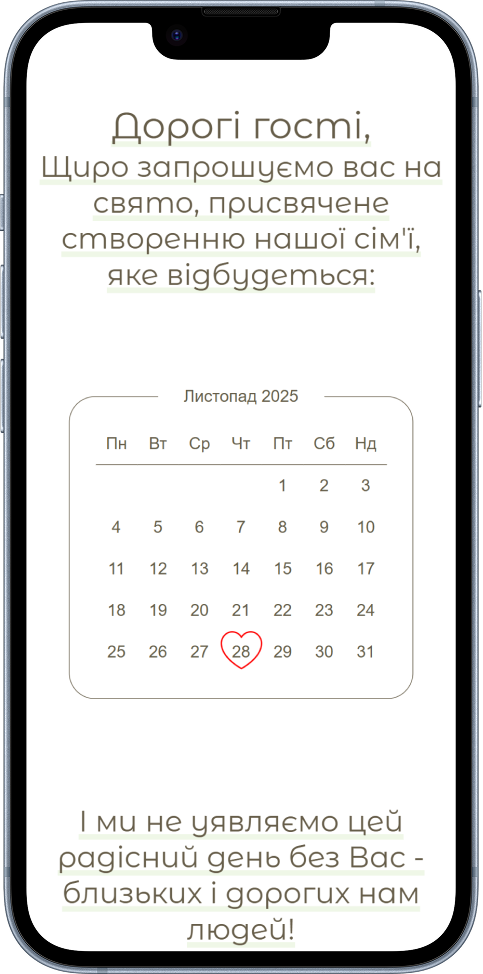 Дорогі гості,
Щиро запрошуємо вас на
свято, присвячене
створенню нашої сім'ї,
яке відбудеться:
Листопад 2025
Пн Вт Ср Чт Пт Сб Нд
1 2 3
4 5 6 7 8 9 10
11 12 13 14 15 16 17
18 19 20 21 22 23 24
25 26 27 28 29 30 31
І ми не уявляємо цей
радісний день без Вас -
близьких і дорогих нам
людей!